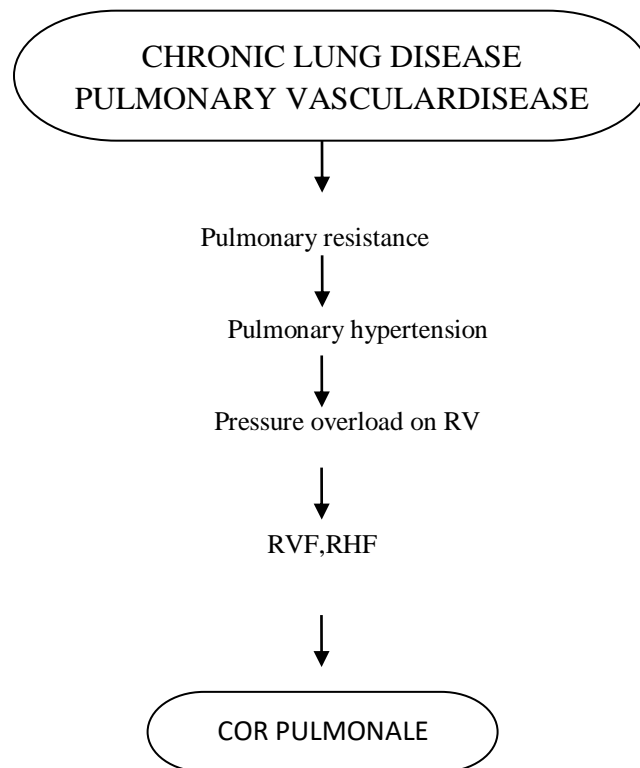 CHRONIC LUNG DISEASE
PULMONARY VASCULARDISEASE
Pulmonary resistance
Pulmonary hypertension
Pressure overload on RV
RVF,RHF
COR PULMONALE